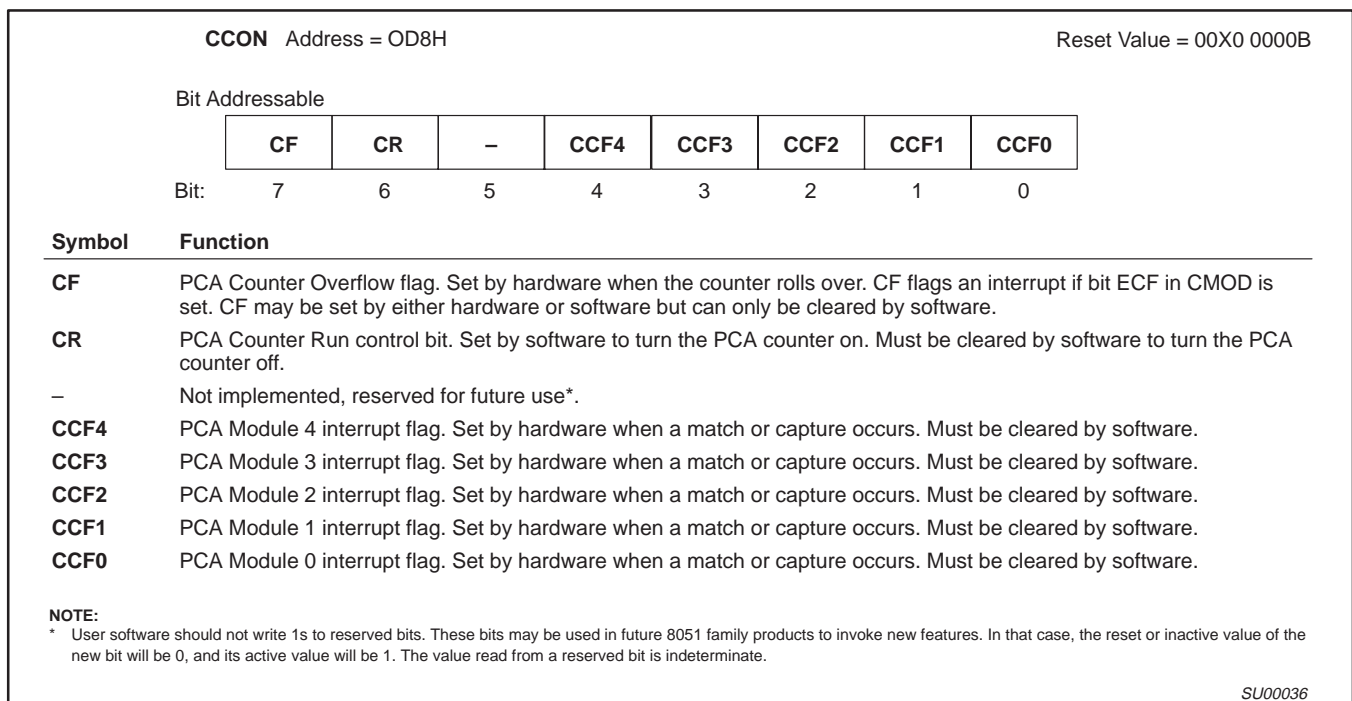 CCON Address = OD8H Reset Value = 00X0 0000B
Bit Addressable
CF CR – CCF4 CCF3 CCF2 CCF1 CCF0
Bit: 7 6 5 4 3 2 1 0
Symbol Function
CF PCA Counter Overflow flag. Set by hardware when the counter rolls over. CF flags an interrupt if bit ECF in CMOD is
set. CF may be set by either hardware or software but can only be cleared by software.
CR PCA Counter Run control bit. Set by software to turn the PCA counter on. Must be cleared by software to turn the PCA
counter off.
– Not implemented, reserved for future use*.
CCF4 PCA Module 4 interrupt flag. Set by hardware when a match or capture occurs. Must be cleared by software.
CCF3 PCA Module 3 interrupt flag. Set by hardware when a match or capture occurs. Must be cleared by software.
CCF2 PCA Module 2 interrupt flag. Set by hardware when a match or capture occurs. Must be cleared by software.
CCF1 PCA Module 1 interrupt flag. Set by hardware when a match or capture occurs. Must be cleared by software.
CCF0 PCA Module 0 interrupt flag. Set by hardware when a match or capture occurs. Must be cleared by software.
NOTE:
* User software should not write 1s to reserved bits. These bits may be used in future 8051 family products to invoke new features. In that case, the reset or inactive value of the
new bit will be 0, and its active value will be 1. The value read from a reserved bit is indeterminate.
SU00036